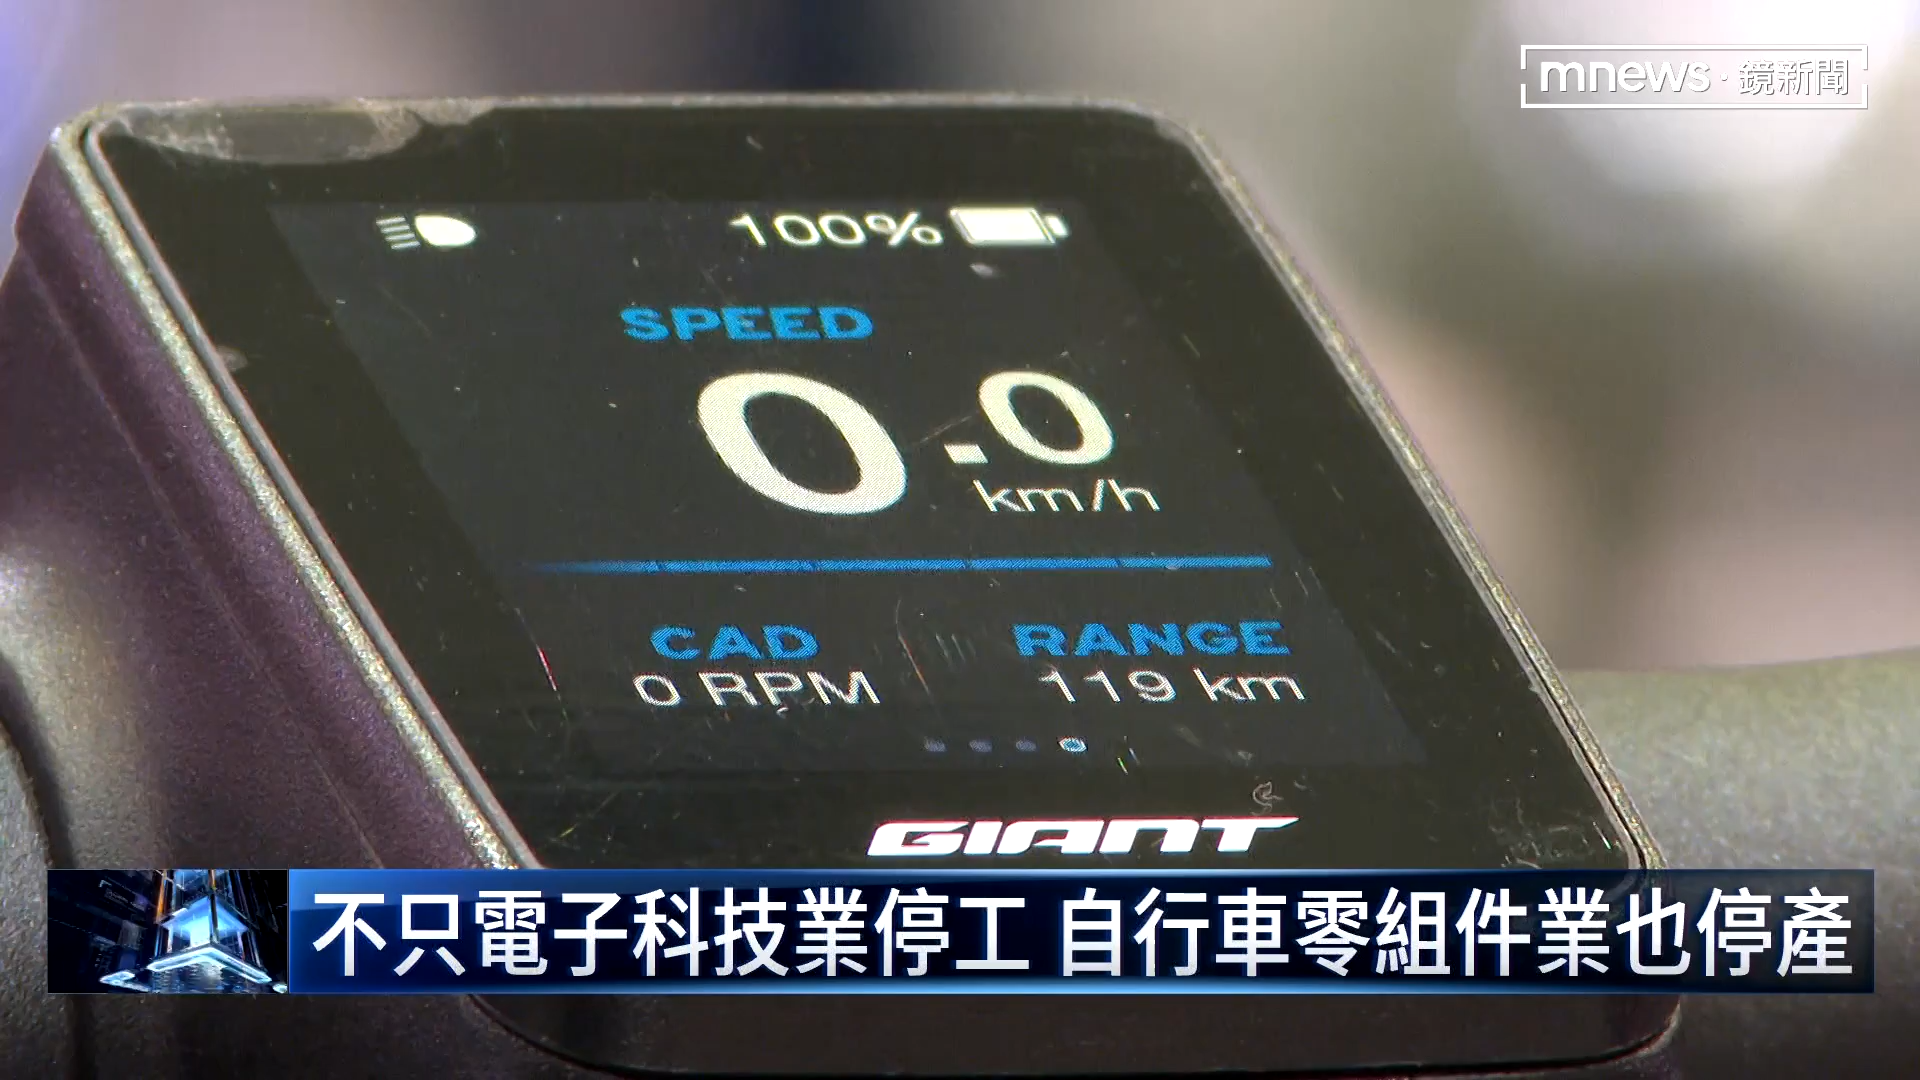 mnews·鏡新聞
100%
SPEED
0.0
km/h
CAD
RANGE
0 RPM
119 km
GIANT
不只電子科技業停工 自行車零組件業也停產